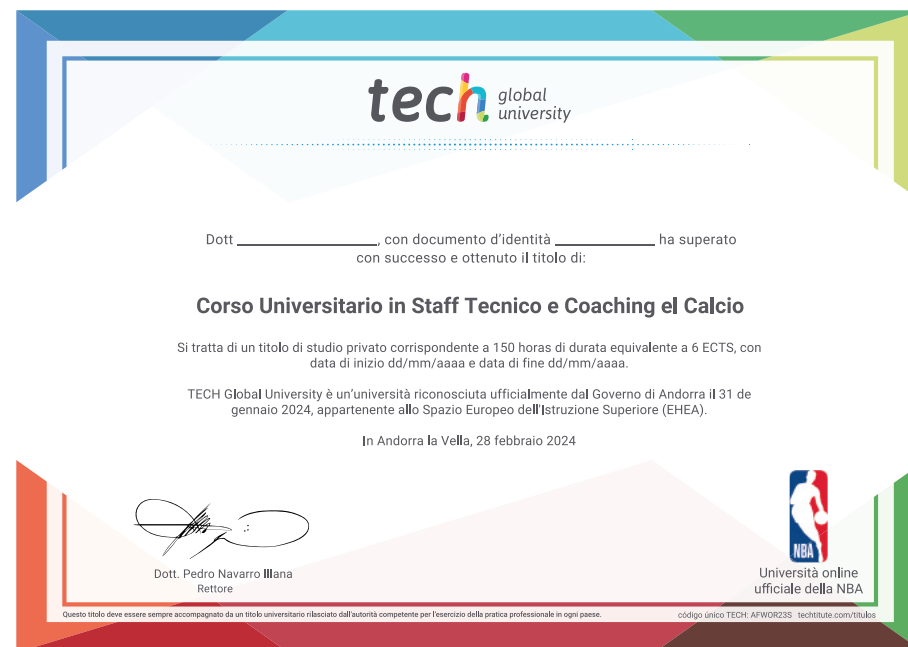 tech global university
Dott ____________, con documento d'identità ____________ ha superato
con successo e ottenuto il titolo di:
Corso Universitario in Staff Tecnico e Coaching el Calcio
Si tratta di un titolo di studio privato corrispondente a 150 horas di durata equivalente a 6 ECTS, con
data di inizio dd/mm/aaaa e data di fine dd/mm/aaaa.
TECH Global University è un'università riconosciuta ufficialmente dal Governo di Andorra il 31 de
gennaio 2024, appartenente allo Spazio Europeo dell'Istruzione Superiore (EHEA).
In Andorra la Vella, 28 febbraio 2024
Dott. Pedro Navarro Illana
Rettore
NBA
Università online
ufficiale della NBA
Questo titolo deve essere sempre accompagnato da un titolo universitario rilasciato dall'autorità competente per l'esercizio della pratica professionale in ogni paese.
código único TECH: AFWOR23S techtitute.com/titulos